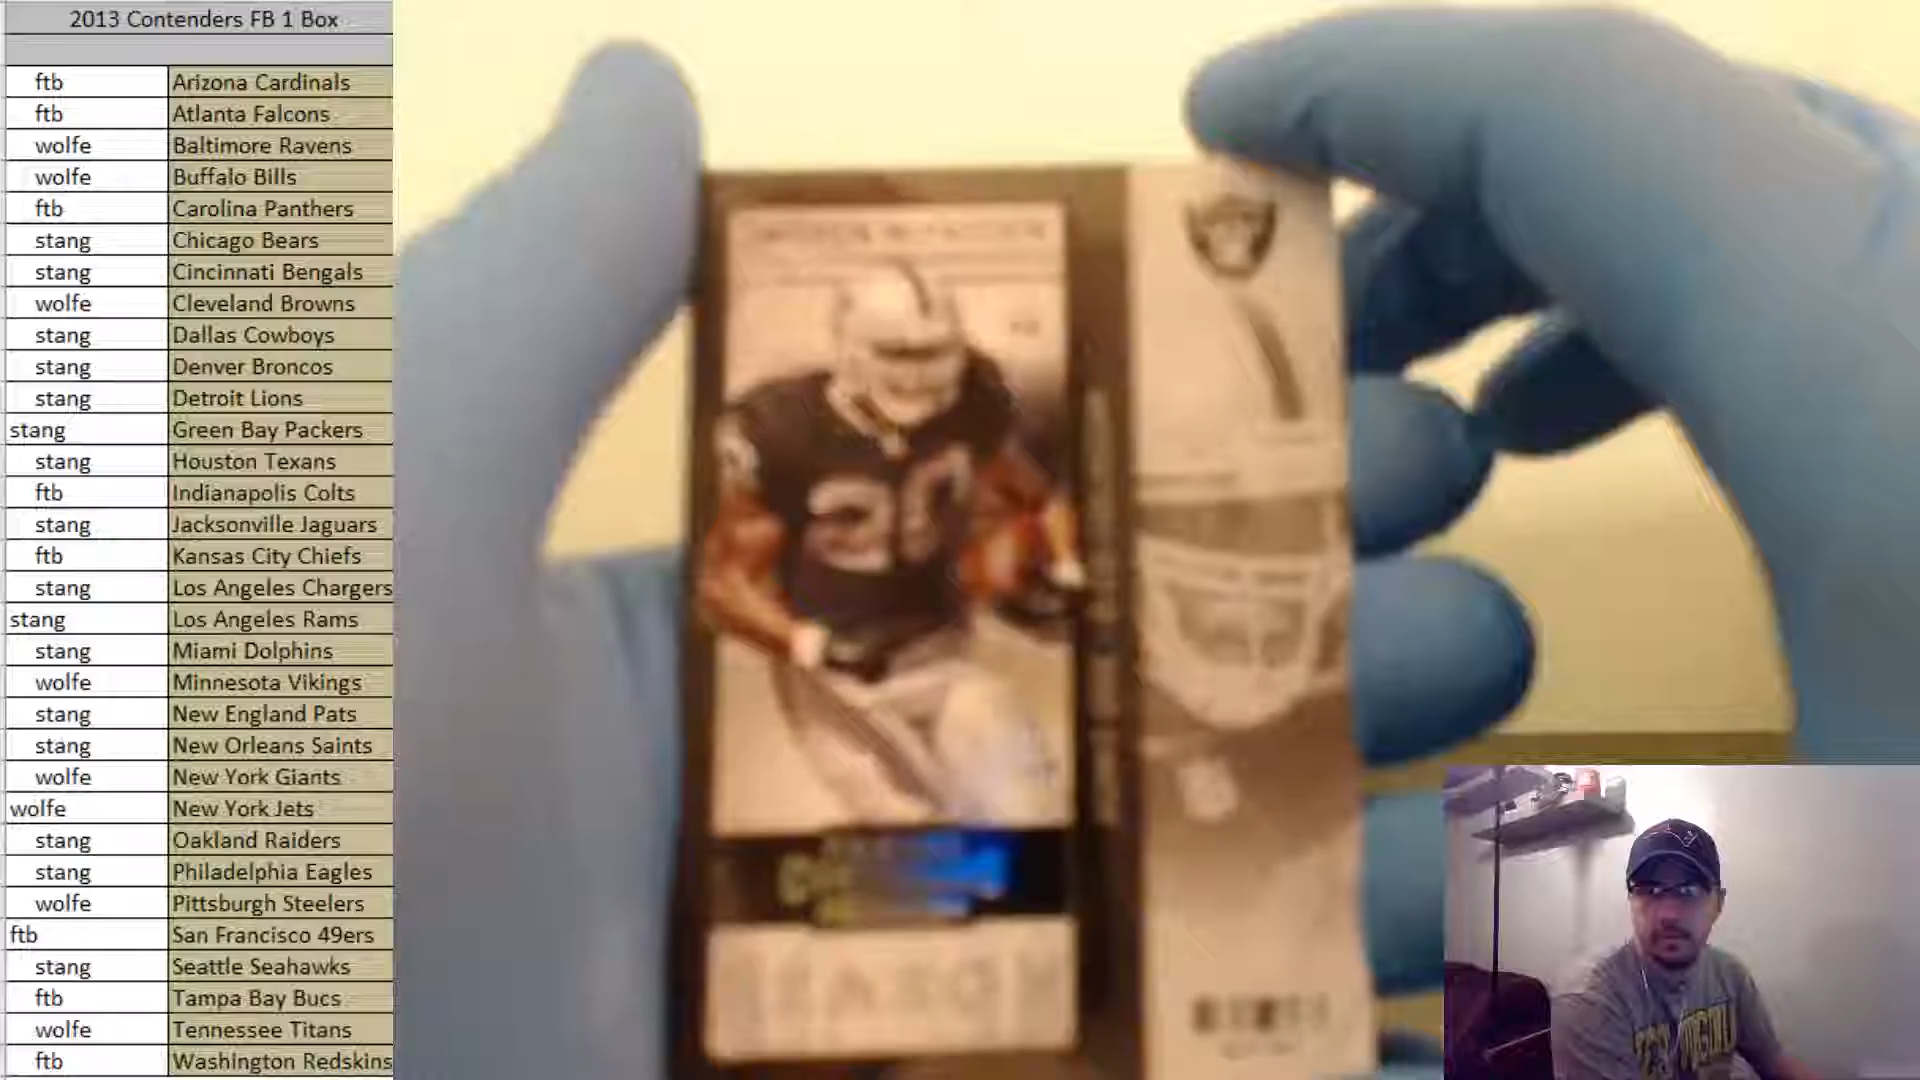 2013 Contenders FB 1 Box
ftb Arizona Cardinals
ftb Atlanta Falcons
wolfe Baltimore Ravens
wolfe Buffalo Bills
ftb Carolina Panthers
stang Chicago Bears
stang Cincinnati Bengals
wolfe Cleveland Browns
stang Dallas Cowboys
stang Denver Broncos
stang Detroit Lions
stang Green Bay Packers
stang Houston Texans
ftb Indianapolis Colts
stang Jacksonville Jaguars
ftb Kansas City Chiefs
stang Los Angeles Chargers
stang Los Angeles Rams
stang Miami Dolphins
wolfe Minnesota Vikings
stang New England Pats
stang New Orleans Saints
wolfe New York Giants
wolfe New York Jets
stang Oakland Raiders
stang Philadelphia Eagles
wolfe Pittsburgh Steelers
ftb San Francisco 49ers
stang Seattle Seahawks
ftb Tampa Bay Bucs
wolfe Tennessee Titans
ftb Washington Redskins
20